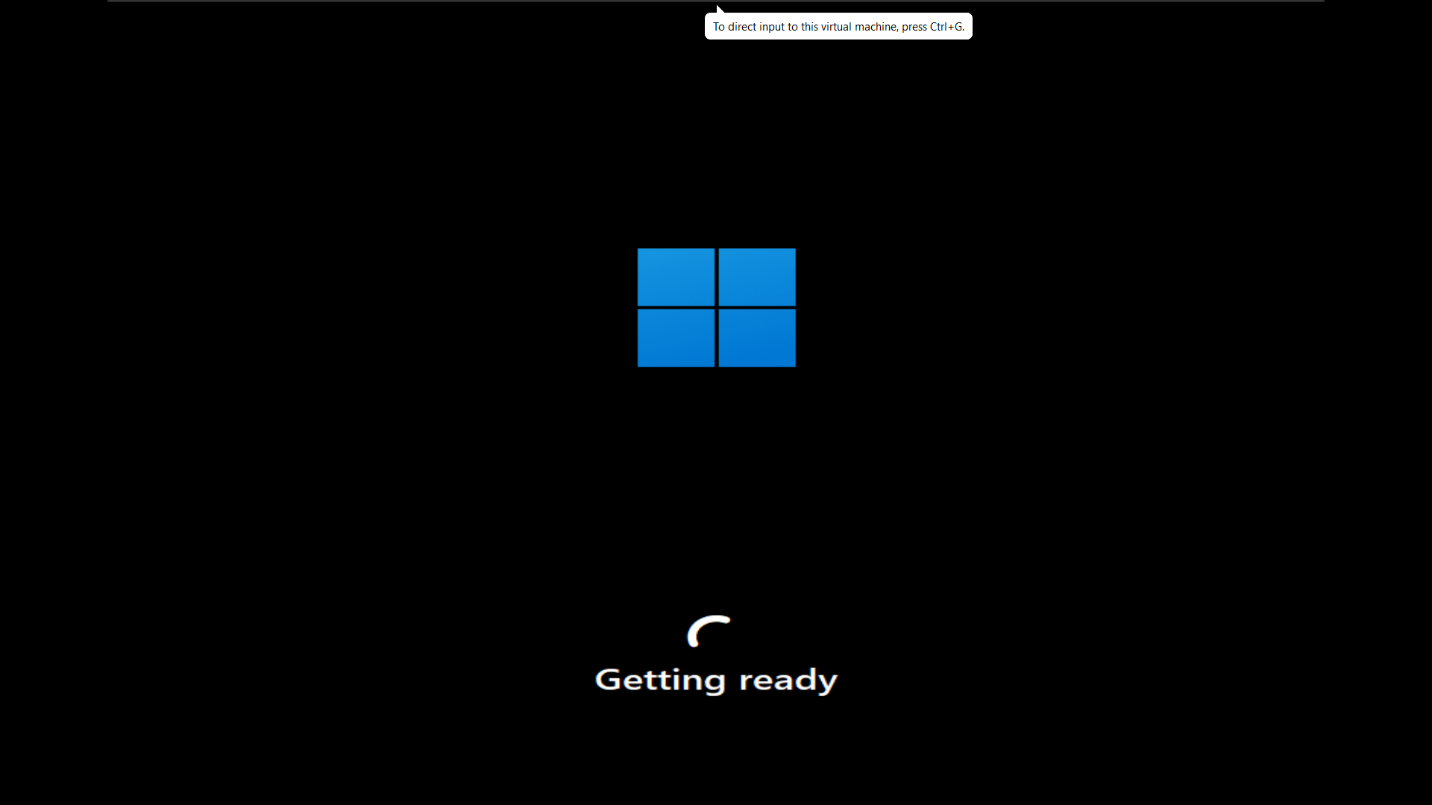 To direct input to this virtual machine, press Ctrl+G.
Getting ready